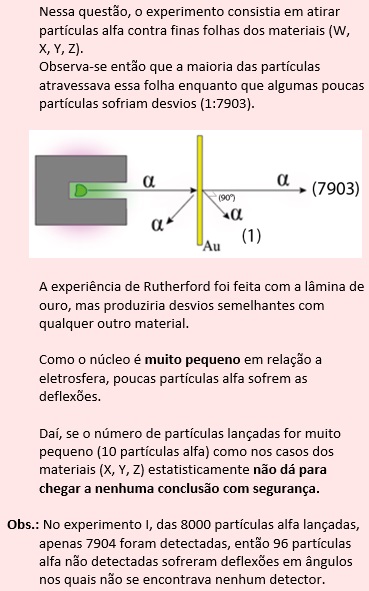 Nessa questão, o experimento consistia em atirar
partículas alfa contra finas folhas dos materiais (W,
X, Y, Z).
Observa-se então que a maioria das partículas
atravessava essa folha enquanto que algumas poucas
partículas sofriam desvios (1:7903).
α
α
(7903)
(90°)
α
α
(1)
Au
A experiência de Rutherford foi feita com a lâmina de
ouro, mas produziria desvios semelhantes com
qualquer outro material.
Como o núcleo é muito pequeno em relação a
eletrosfera, poucas partículas alfa sofrem as
deflexões.
Daí, se o número de partículas lançadas for muito
pequeno (10 partículas alfa) como nos casos dos
materiais (X, Y, Z) estatisticamente não dá para
chegar a nenhuma conclusão com segurança.
Obs.: No experimento I, das 8000 partículas alfa lançadas,
apenas 7904 foram detectadas, então 96 partículas
alfa não detectadas sofreram deflexões em ângulos
nos quais não se encontrava nenhum detector.